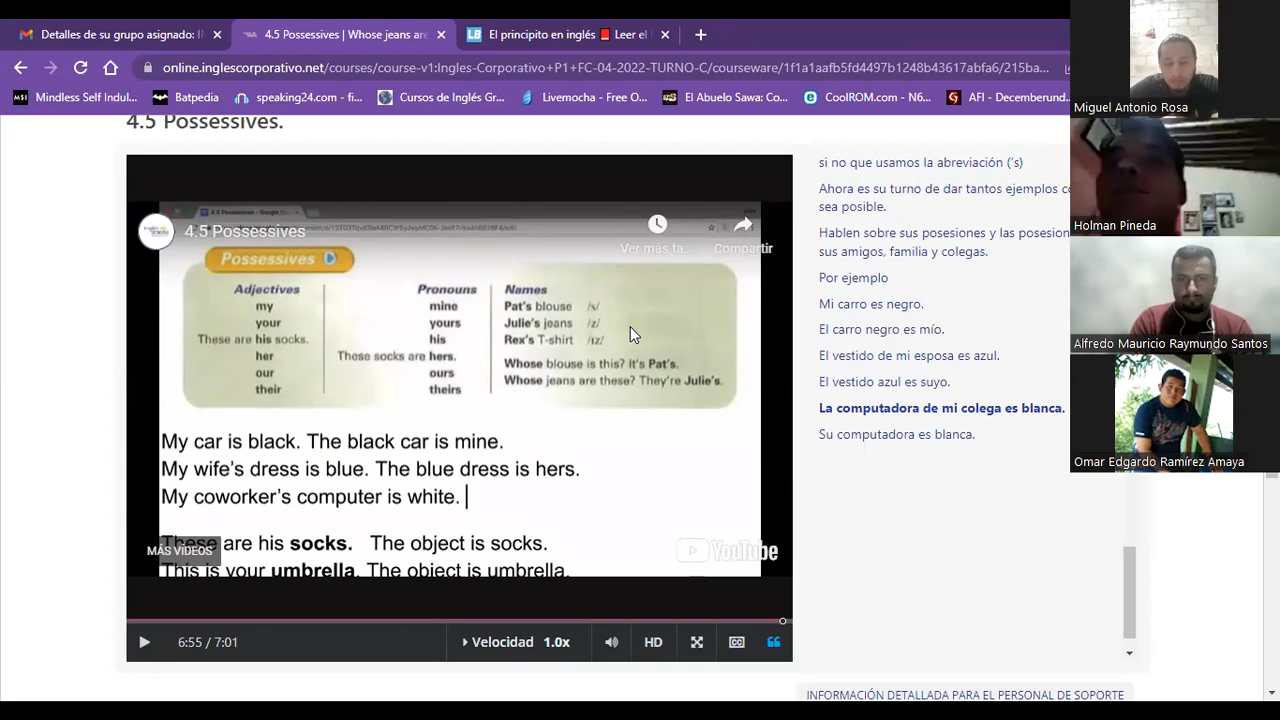 Detalles de su grupo asignado: I
4.5 Possessives | Whose jeans are
El principito en inglés 📕 Leer el
online.inglescorporativo.net/courses/course-v1:Ingles-Corporativo+P1+FC-04-2022-TURNO-C/courseware/1f1a1aafb5fd4497b1248b43617abfa6/215ba...
Mindless Self Indul...
Batpedia
speaking24.com - fi...
Cursos de Inglés Gr...
Livemocha - Free O...
El Abuelo Sawa: Co...
CoolROM.com - N6...
AFI - Decemberund...
4.5 Possessives.
4.5 Possessives
Ver más ta...
Compartir
Possessives
Adjectives Pronouns Names
my mine Pat's blouse /s/
your yours Julie's jeans /z/
These are his socks. his Rex's T-shirt /ɪz/
her These socks are hers.
Whose blouse is this? It's Pat's.
our ours
Whose jeans are these? They're Julie's.
their theirs
My car is black. The black car is mine.
My wife's dress is blue. The blue dress is hers.
My coworker's computer is white.
These are his socks. The object is socks.
This is your umbrella. The object is umbrella.
MÁS VÍDEOS
YouTube
6:55 / 7:01
Velocidad 1.0x
HD
CC
si no que usamos la abreviación ('s)
Ahora es su turno de dar tantos ejemplos co
sea posible.
Hablen sobre sus posesiones y las posesion
sus amigos, familia y colegas.
Por ejemplo
Mi carro es negro.
El carro negro es mío.
El vestido de mi esposa es azul.
El vestido azul es suyo.
La computadora de mi colega es blanca.
Su computadora es blanca.
INFORMACIÓN DETALLADA PARA EL PERSONAL DE SOPORTE
Miguel Antonio Rosa
Holman Pineda
Alfredo Mauricio Raymundo Santos
Omar Edgardo Ramírez Amaya